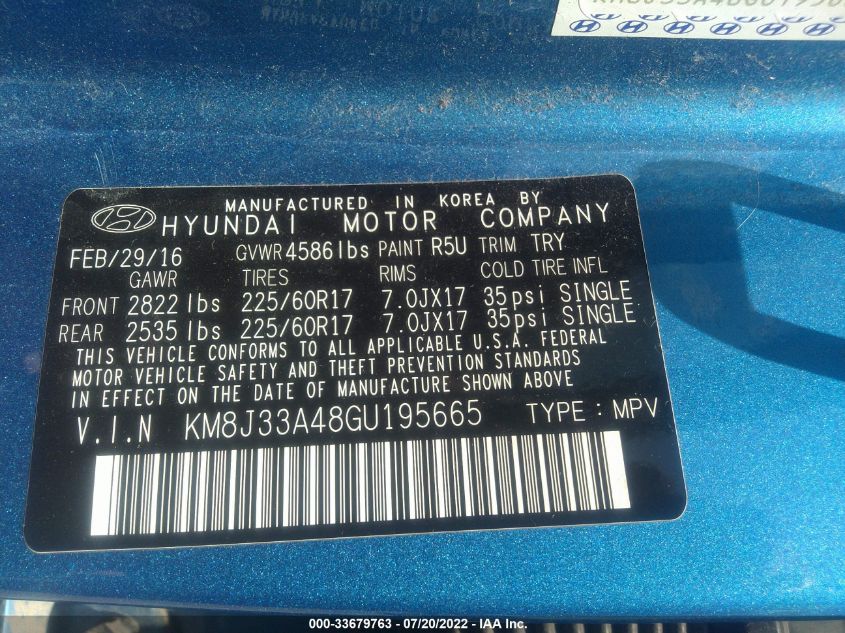 MANUFACTURED IN KOREA BY
HYUNDAI MOTOR COMPANY
FEB/29/16 GVWR 4586 lbs PAINT R5U TRIM TRY
GAWR TIRES RIMS COLD TIRE INFL
FRONT 2822 lbs 225/60R17 7.0JX17 35psi SINGLE
REAR 2535 lbs 225/60R17 7.0JX17 35psi SINGLE
THIS VEHICLE CONFORMS TO ALL APPLICABLE U.S.A. FEDERAL
MOTOR VEHICLE SAFETY AND THEFT PREVENTION STANDARDS
IN EFFECT ON THE DATE OF MANUFACTURE SHOWN ABOVE
V.I.N KM8J33A48GU195665 TYPE : MPV
000-33679763 - 07/20/2022 - IAA Inc.